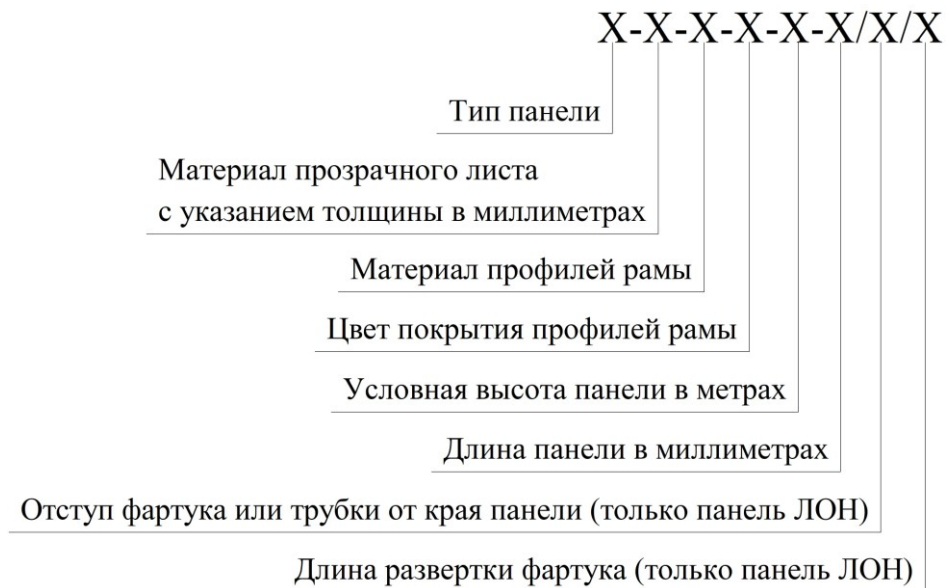 Х-Х-Х-Х-Х-Х/Х/Х
Тип панели
Материал прозрачного листа
с указанием толщины в миллиметрах
Материал профилей рамы
Цвет покрытия профилей рамы
Условная высота панели в метрах
Длина панели в миллиметрах
Отступ фартука или трубки от края панели (только панель ЛОН)
Длина развертки фартука (только панель ЛОН)